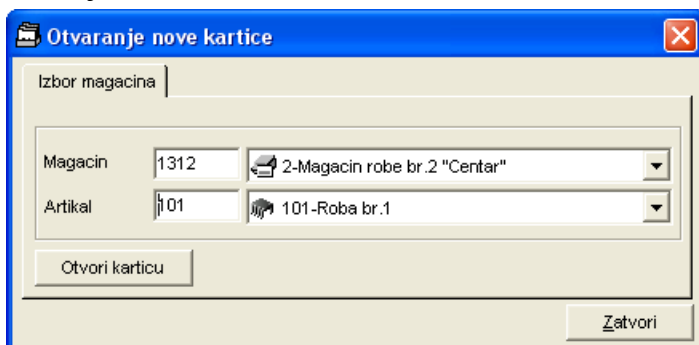 Otvaranje nove kartice
Izbor magacina
Magacin 1312 2-Magacin robe br.2 "Centar"
Artikal 101 101-Roba br.1
Otvori karticu
Zatvori